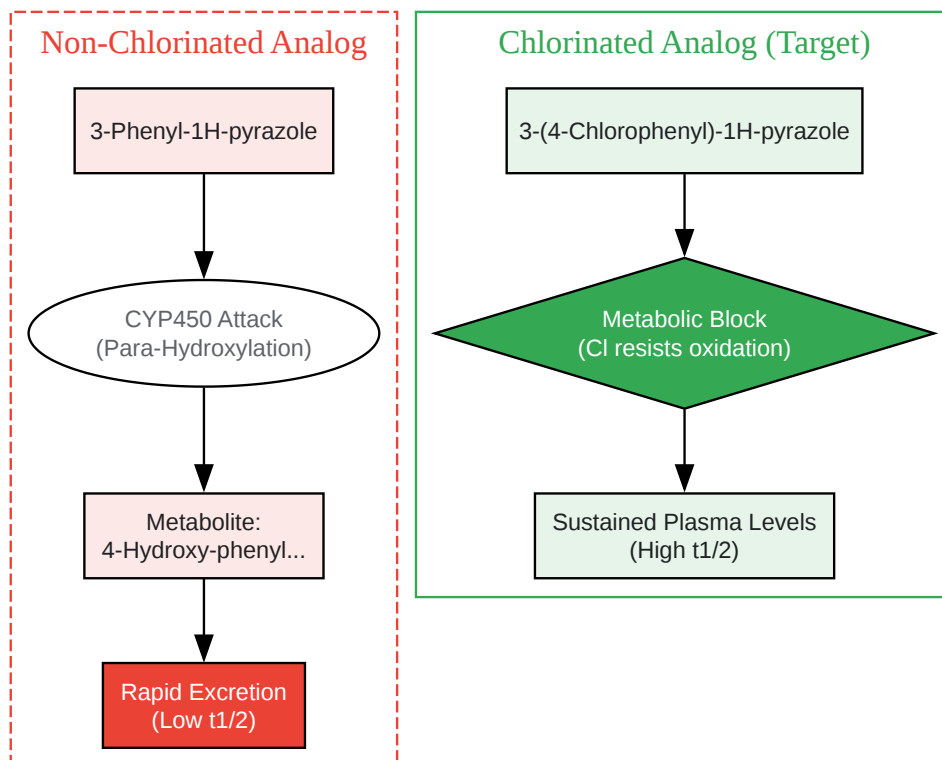 Non-Chlorinated Analog
3-Phenyl-1H-pyrazole
CYP450 Attack
(Para-Hydroxylation)
Metabolite:
4-Hydroxy-phenyl...
Rapid Excretion
(Low t1/2)
Chlorinated Analog (Target)
3-(4-Chlorophenyl)-1H-pyrazole
Metabolic Block
(Cl resists oxidation)
Sustained Plasma Levels
(High t1/2)